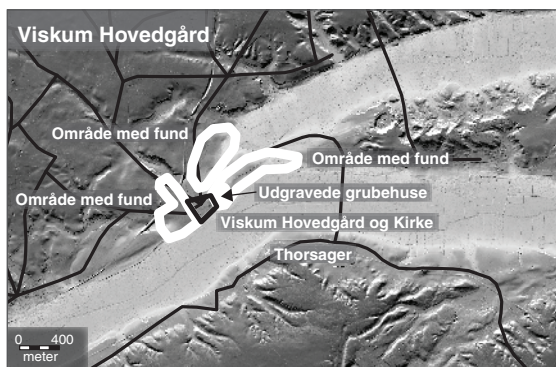 Viskum Hovedgård
Område med fund
Område med fund
Område med fund
Udgravede grubehuse
Viskum Hovedgård og Kirke
Thorsager
0 400
meter